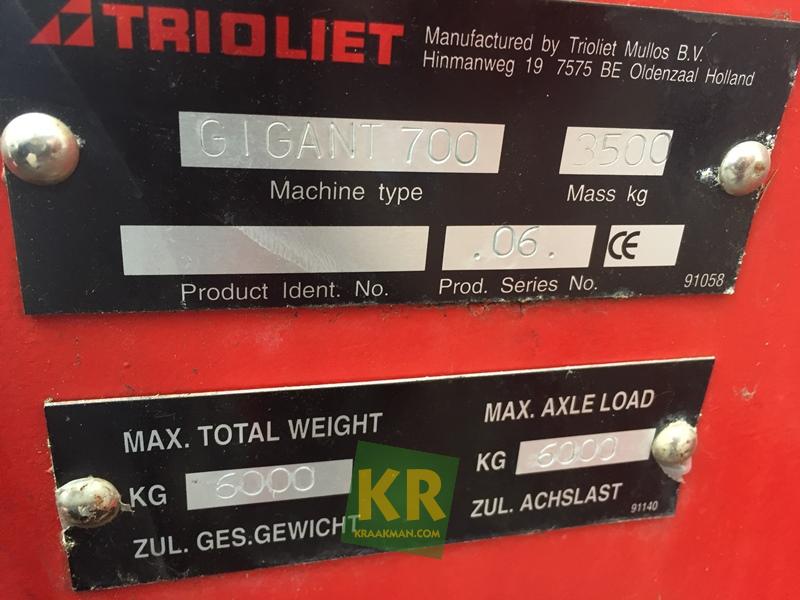 TRIOLIET
Manufactured by Trioliet Mullos B.V.
Hinmanweg 19 7575 BE Oldenzaal Holland
GIGANT 700
3500
Machine type
Mass kg
.06.
CE
Product Ident. No.
Prod. Series No.
91058
MAX. TOTAL WEIGHT
MAX. AXLE LOAD
KG 6000
KG 6000
ZUL. GES.GEWICHT
ZUL. ACHSLAST
91140
KR
KRAAKMAN.COM